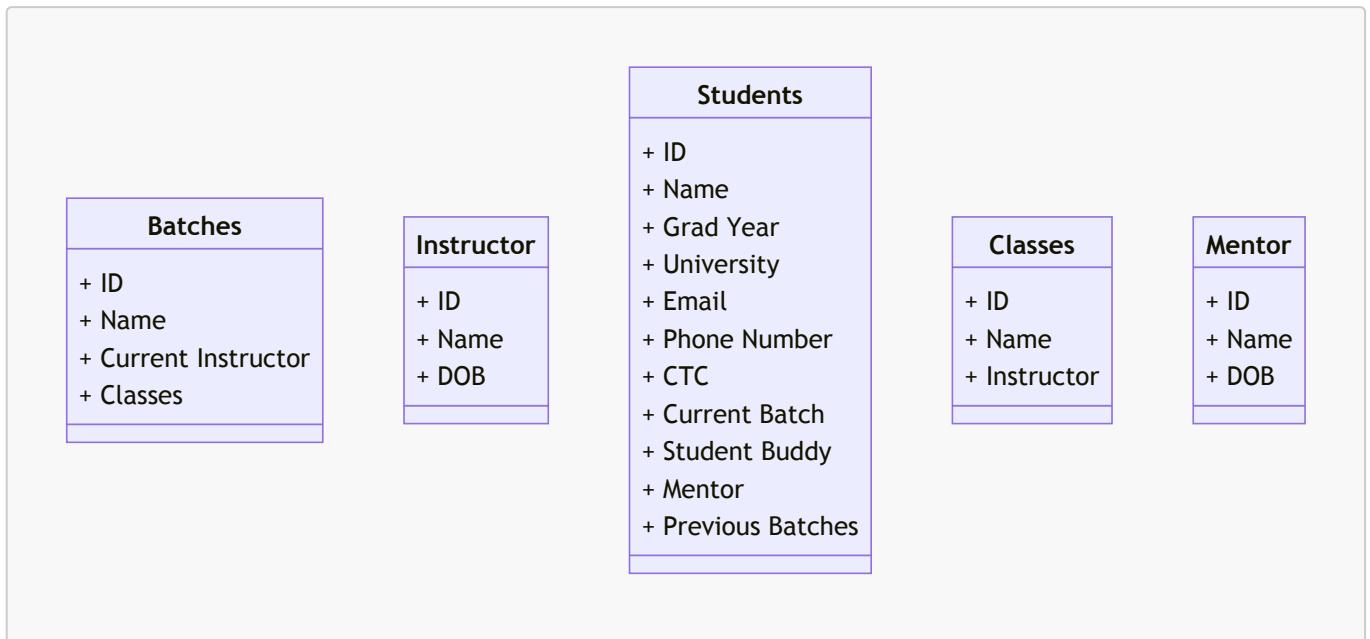 Batches
+ ID
+ Name
+ Current Instructor
+ Classes
Instructor
+ ID
+ Name
+ DOB
Students
+ ID
+ Name
+ Grad Year
+ University
+ Email
+ Phone Number
+ CTC
+ Current Batch
+ Student Buddy
+ Mentor
+ Previous Batches
Classes
+ ID
+ Name
+ Instructor
Mentor
+ ID
+ Name
+ DOB